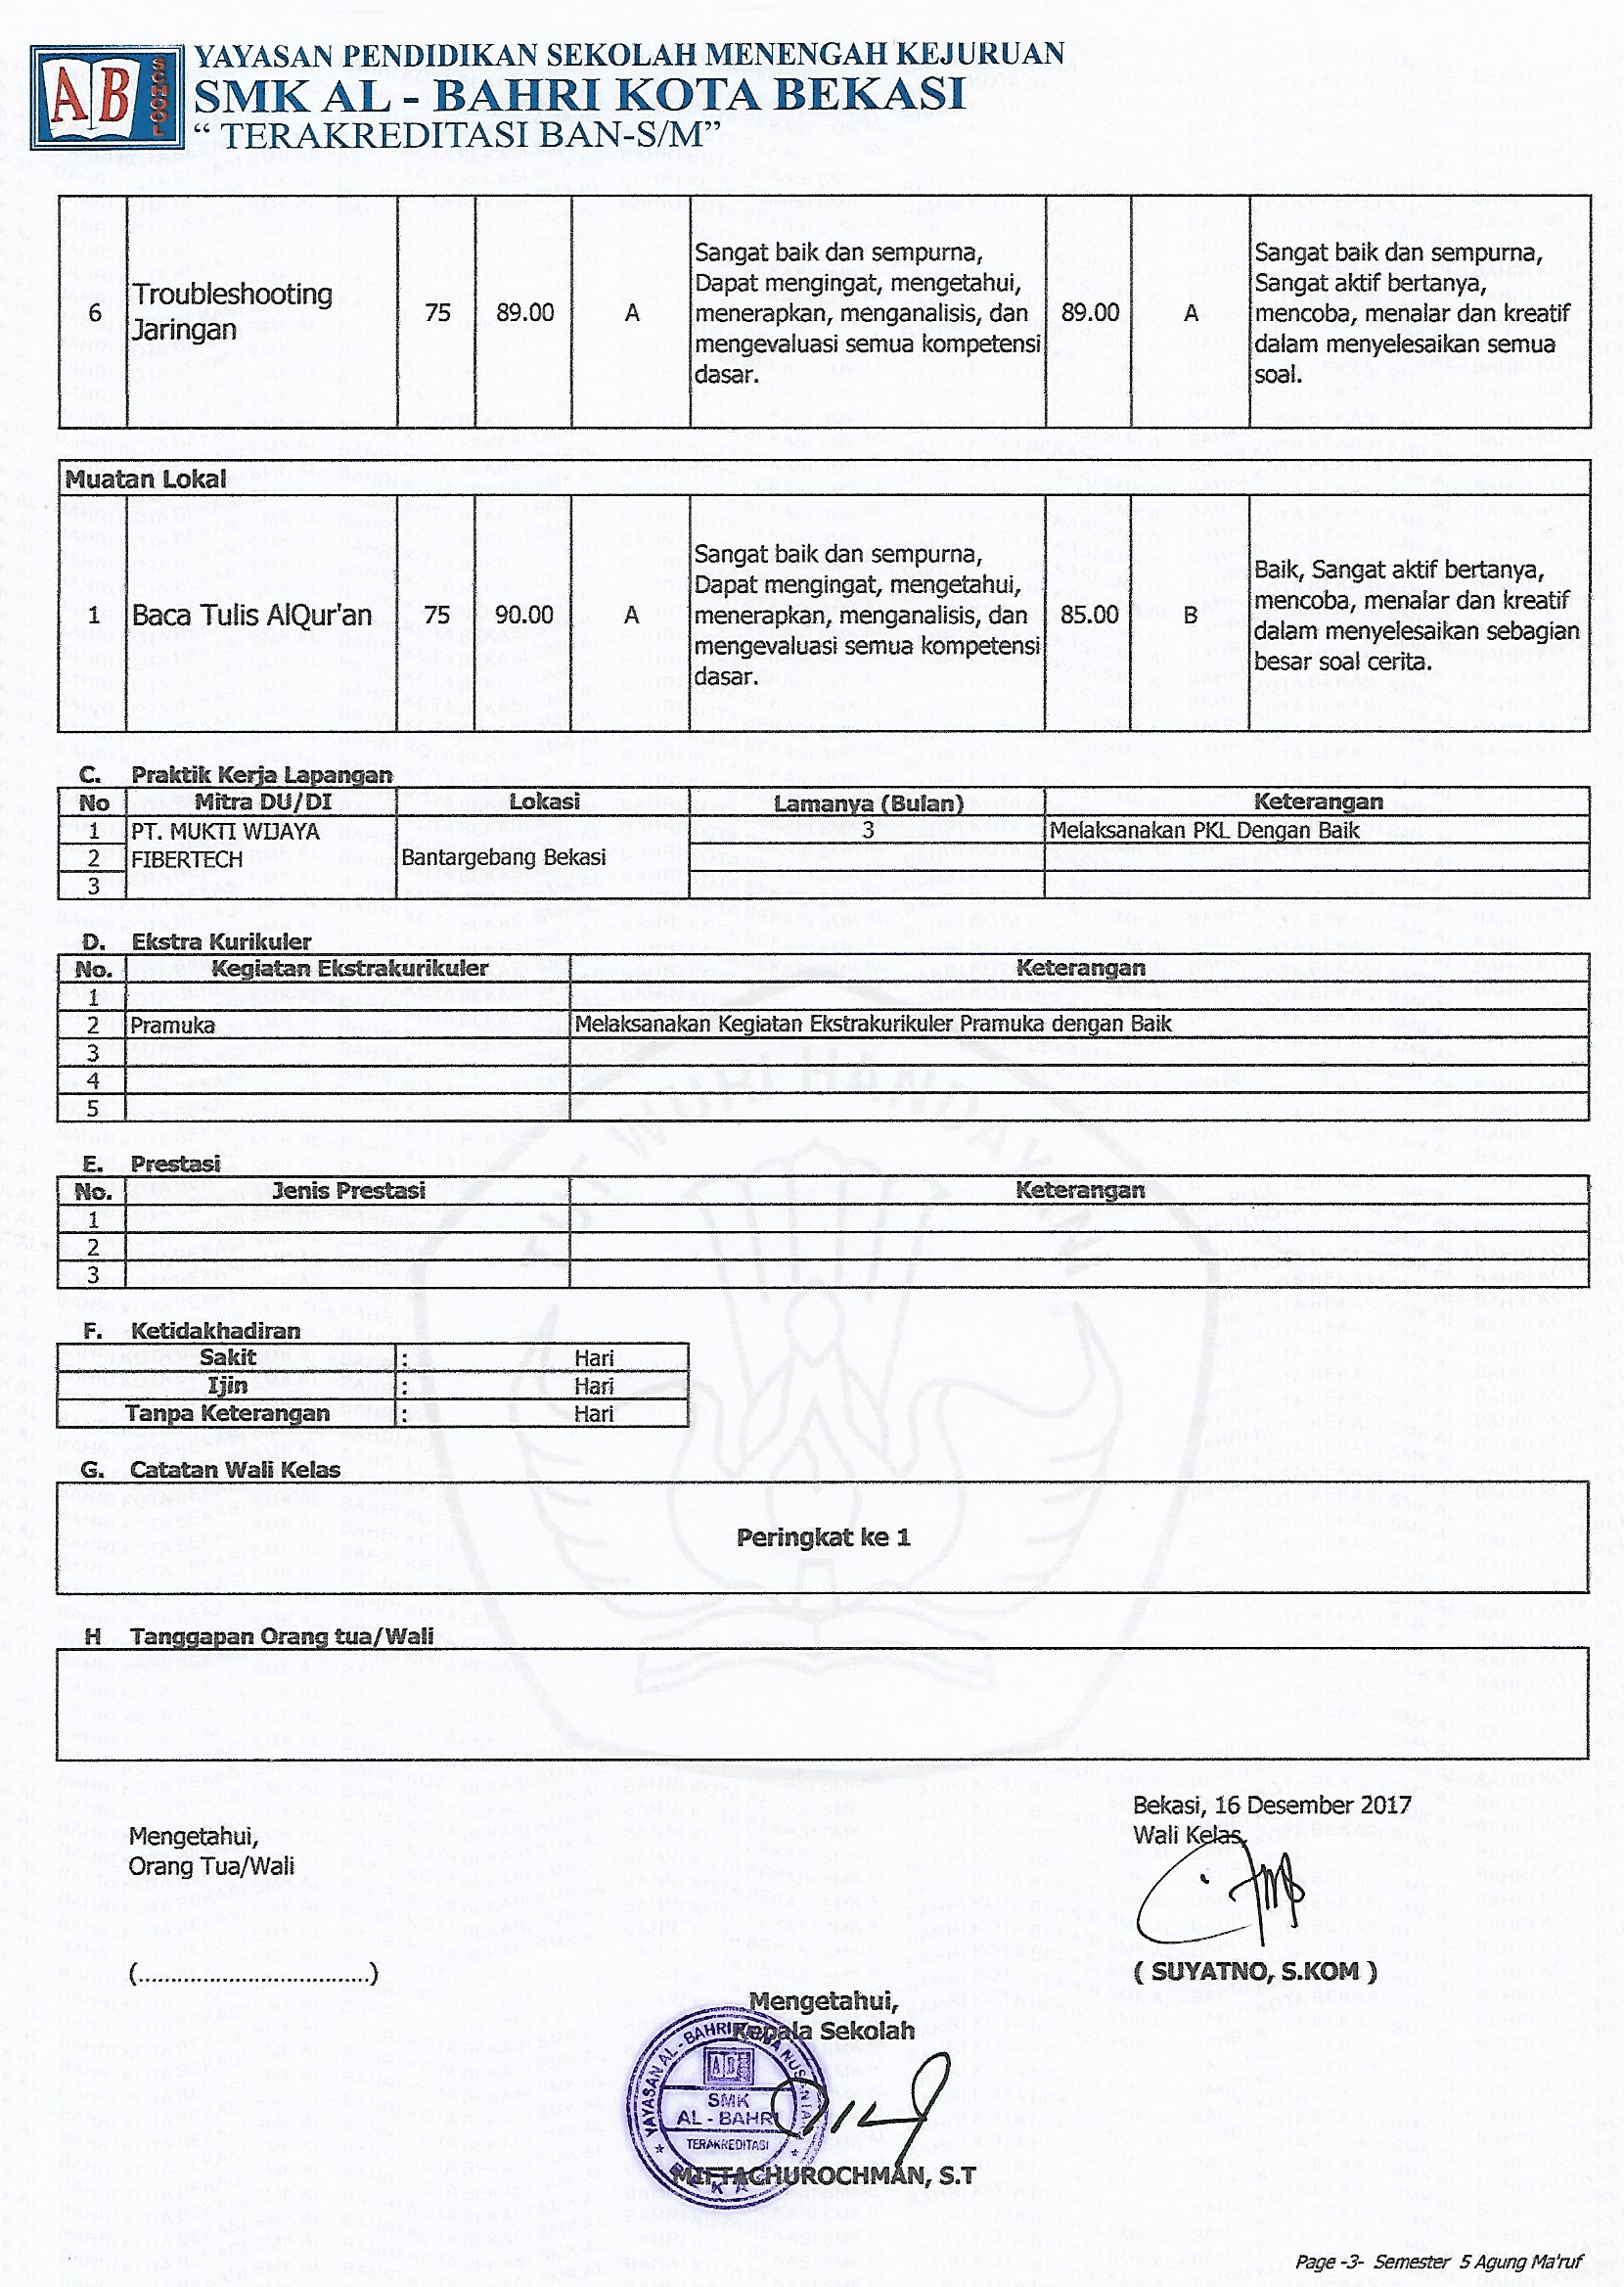 AB SCHOOL
YAYASAN PENDIDIKAN SEKOLAH MENENGAH KEJURUAN
SMK AL - BAHRI KOTA BEKASI
“ TERAKREDITASI BAN-S/M”
6 Troubleshooting Jaringan 75 89.00 A 89.00 A
Sangat baik dan sempurna,
Dapat mengingat, mengetahui,
menerapkan, menganalisis, dan
mengevaluasi semua kompetensi
dasar.
Sangat baik dan sempurna,
Sangat aktif bertanya,
mencoba, menalar dan kreatif
dalam menyelesaikan semua
soal.
Muatan Lokal
1 Baca Tulis AlQur'an 75 90.00 A 85.00 B
Sangat baik dan sempurna,
Dapat mengingat, mengetahui,
menerapkan, menganalisis, dan
mengevaluasi semua kompetensi
dasar.
Baik, Sangat aktif bertanya,
mencoba, menalar dan kreatif
dalam menyelesaikan sebagian
besar soal cerita.
C. Praktik Kerja Lapangan
No Mitra DU/DI Lokasi Lamanya (Bulan) Keterangan
1 PT. MUKTI WIJAYA 3 Melaksanakan PKL Dengan Baik
2 FIBERTECH Bantargebang Bekasi
3
D. Ekstra Kurikuler
No. Kegiatan Ekstrakurikuler Keterangan
1
2 Pramuka Melaksanakan Kegiatan Ekstrakurikuler Pramuka dengan Baik
3
4
5
E. Prestasi
No. Jenis Prestasi Keterangan
1
2
3
F. Ketidakhadiran
Sakit : Hari
Ijin : Hari
Tanpa Keterangan : Hari
G. Catatan Wali Kelas
Peringkat ke 1
H Tanggapan Orang tua/Wali
Bekasi, 16 Desember 2017
Mengetahui,
Orang Tua/Wali
Wali Kelas,
(....................................)
( SUYATNO, S.KOM )
Mengetahui,
Kepala Sekolah
SMK
AL - BAHRI
TERAKREDITASI
MIFTACHUROCHMAN, S.T
Page -3- Semester 5 Agung Ma'ruf